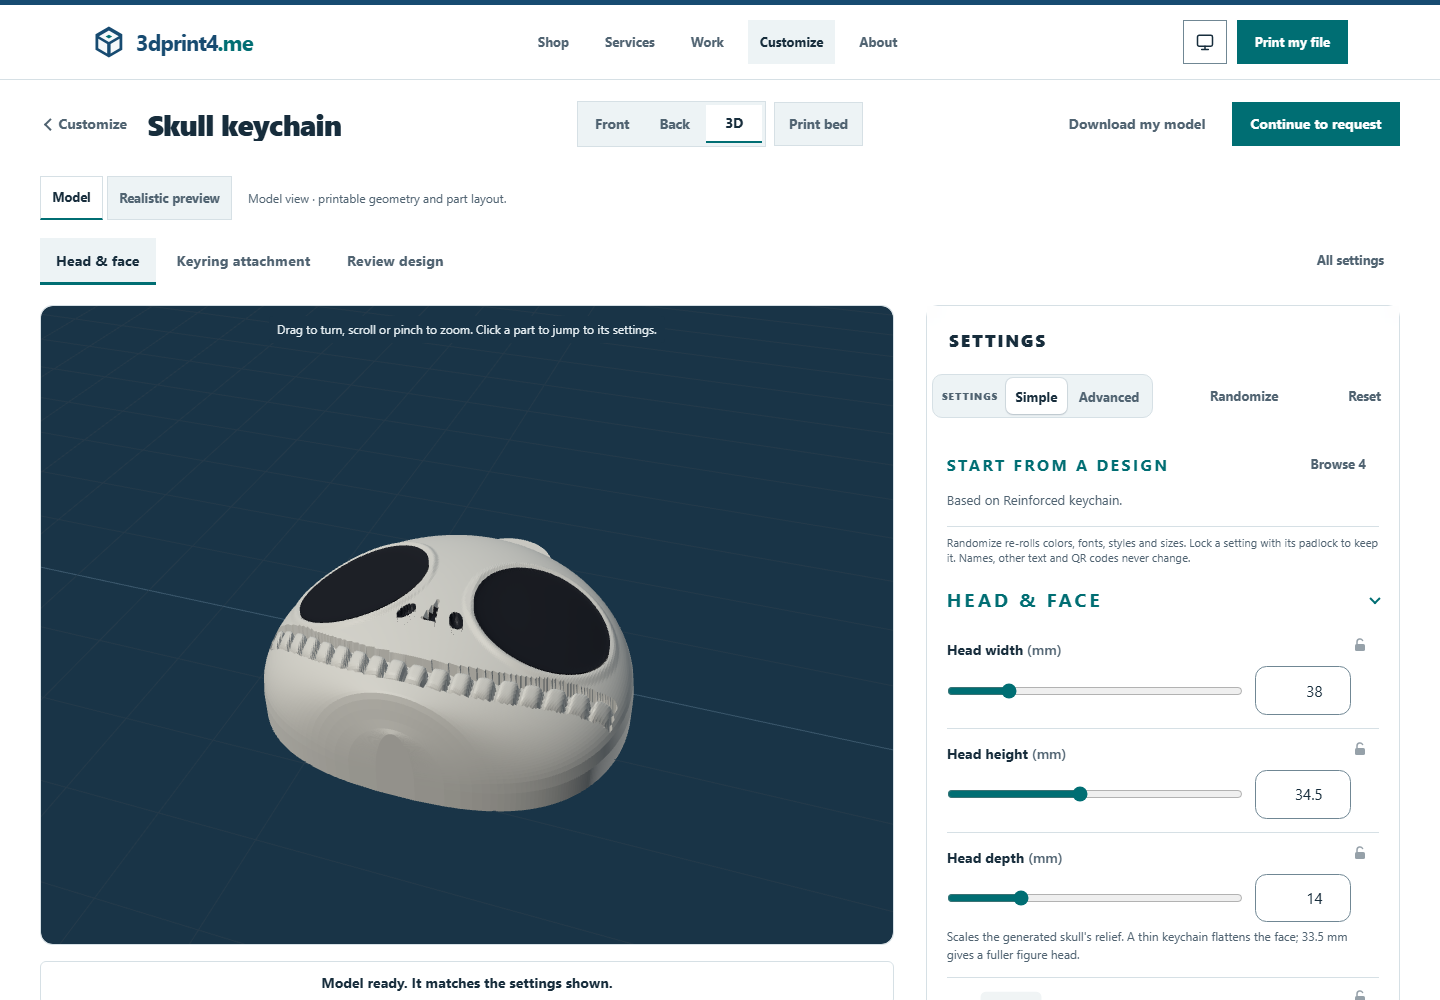 3dprint4.me
Shop
Services
Work
Customize
About
Print my file
Customize
Skull keychain
Front
Back
3D
Print bed
Download my model
Continue to request
Model
Realistic preview
Model view · printable geometry and part layout.
Head & face
Keyring attachment
Review design
All settings
Drag to turn, scroll or pinch to zoom. Click a part to jump to its settings.
Model ready. It matches the settings shown.
SETTINGS
SETTINGS
Simple
Advanced
Randomize
Reset
START FROM A DESIGN
Browse 4
Based on Reinforced keychain.
Randomize re-rolls colors, fonts, styles and sizes. Lock a setting with its padlock to keep
it. Names, other text and QR codes never change.
HEAD & FACE
Head width (mm)
38
Head height (mm)
34.5
Head depth (mm)
14
Scales the generated skull's relief. A thin keychain flattens the face; 33.5 mm
gives a fuller figure head.